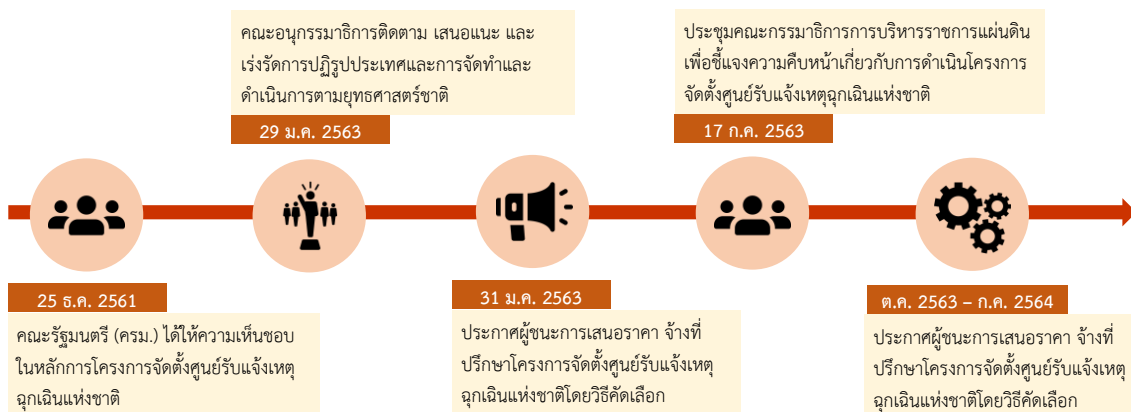 คณะอนุกรรมาธิการติดตาม เสนอแนะ และ
เร่งรัดการปฏิรูปประเทศและการจัดทำและ
ดำเนินการตามยุทธศาสตร์ชาติ
29 ม.ค. 2563
ประชุมคณะกรรมาธิการการบริหารราชการแผ่นดิน
เพื่อชี้แจงความคืบหน้าเกี่ยวกับการดำเนินโครงการ
จัดตั้งศูนย์รับแจ้งเหตุฉุกเฉินแห่งชาติ
17 ก.ค. 2563
25 ธ.ค. 2561
คณะรัฐมนตรี (ครม.) ได้ให้ความเห็นชอบ
ในหลักการโครงการจัดตั้งศูนย์รับแจ้งเหตุ
ฉุกเฉินแห่งชาติ
31 ม.ค. 2563
ประกาศผู้ชนะการเสนอราคา จ้างที่
ปรึกษาโครงการจัดตั้งศูนย์รับแจ้งเหตุ
ฉุกเฉินแห่งชาติโดยวิธีคัดเลือก
ต.ค. 2563 – ก.ค. 2564
ประกาศผู้ชนะการเสนอราคา จ้างที่
ปรึกษาโครงการจัดตั้งศูนย์รับแจ้งเหตุ
ฉุกเฉินแห่งชาติโดยวิธีคัดเลือก